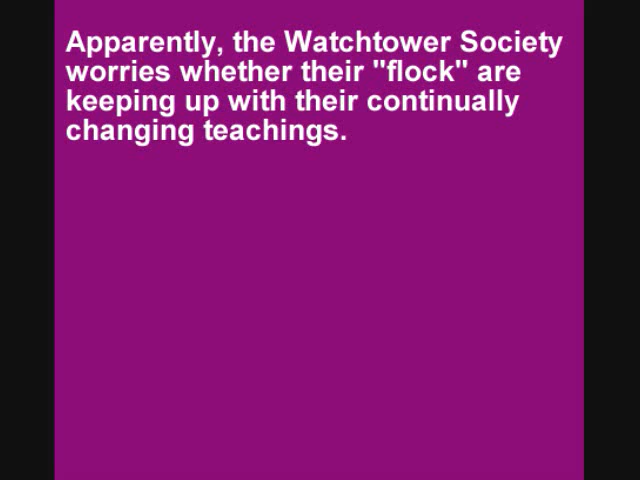 Apparently, the Watchtower Society
worries whether their "flock" are
keeping up with their continually
changing teachings.